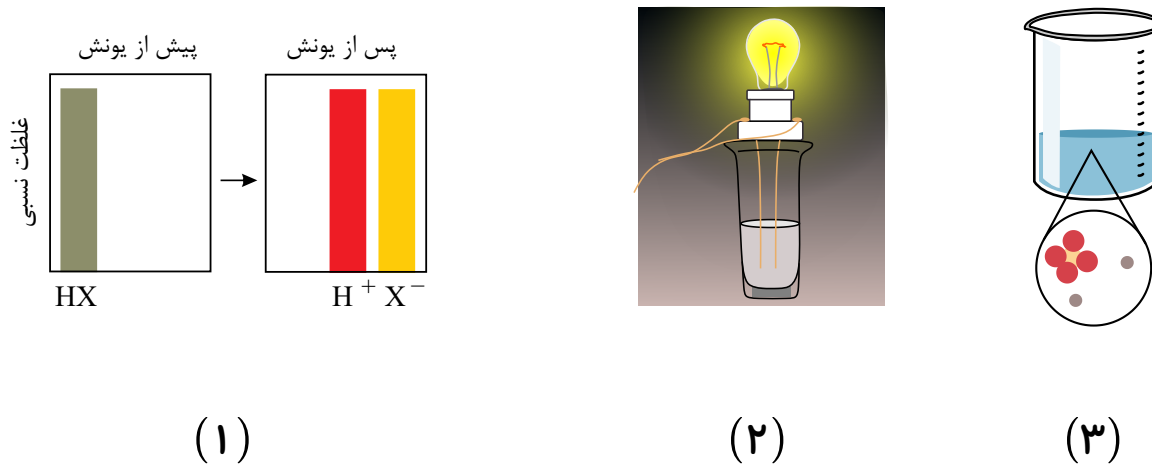 پیش از یونش
پس از یونش
غلظت نسبی
HX
H⁺ X⁻
(۱)
(۲)
(۳)